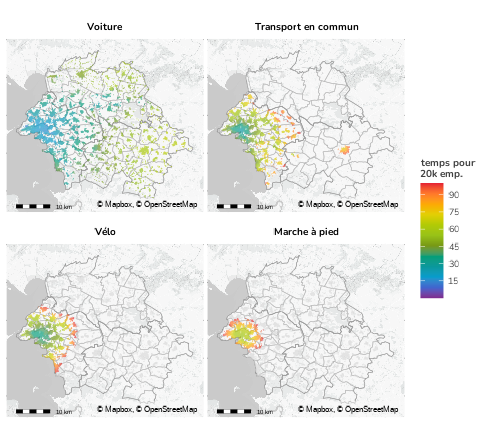 Voiture
Transport en commun
10 km
© Mapbox, © OpenStreetMap
10 km
© Mapbox, © OpenStreetMap
temps pour
20k emp.
90
75
60
45
30
15
Vélo
Marche à pied
10 km
© Mapbox, © OpenStreetMap
10 km
© Mapbox, © OpenStreetMap